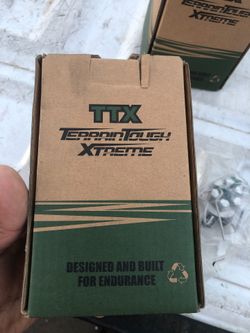 TTX
TERRAINTOUGH
XTREME
DESIGNED AND BUILT
FOR ENDURANCE